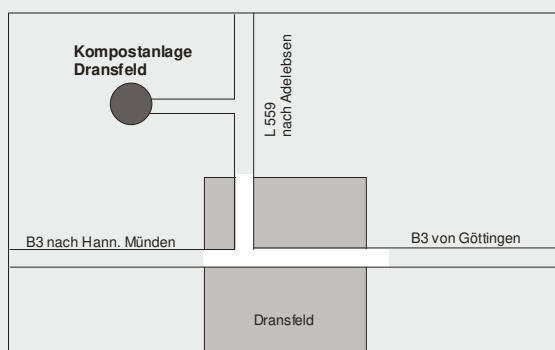 Kompostanlage
Dransfeld
L 559
nach Adelebsen
B3 nach Hann. Münden
B3 von Göttingen
Dransfeld